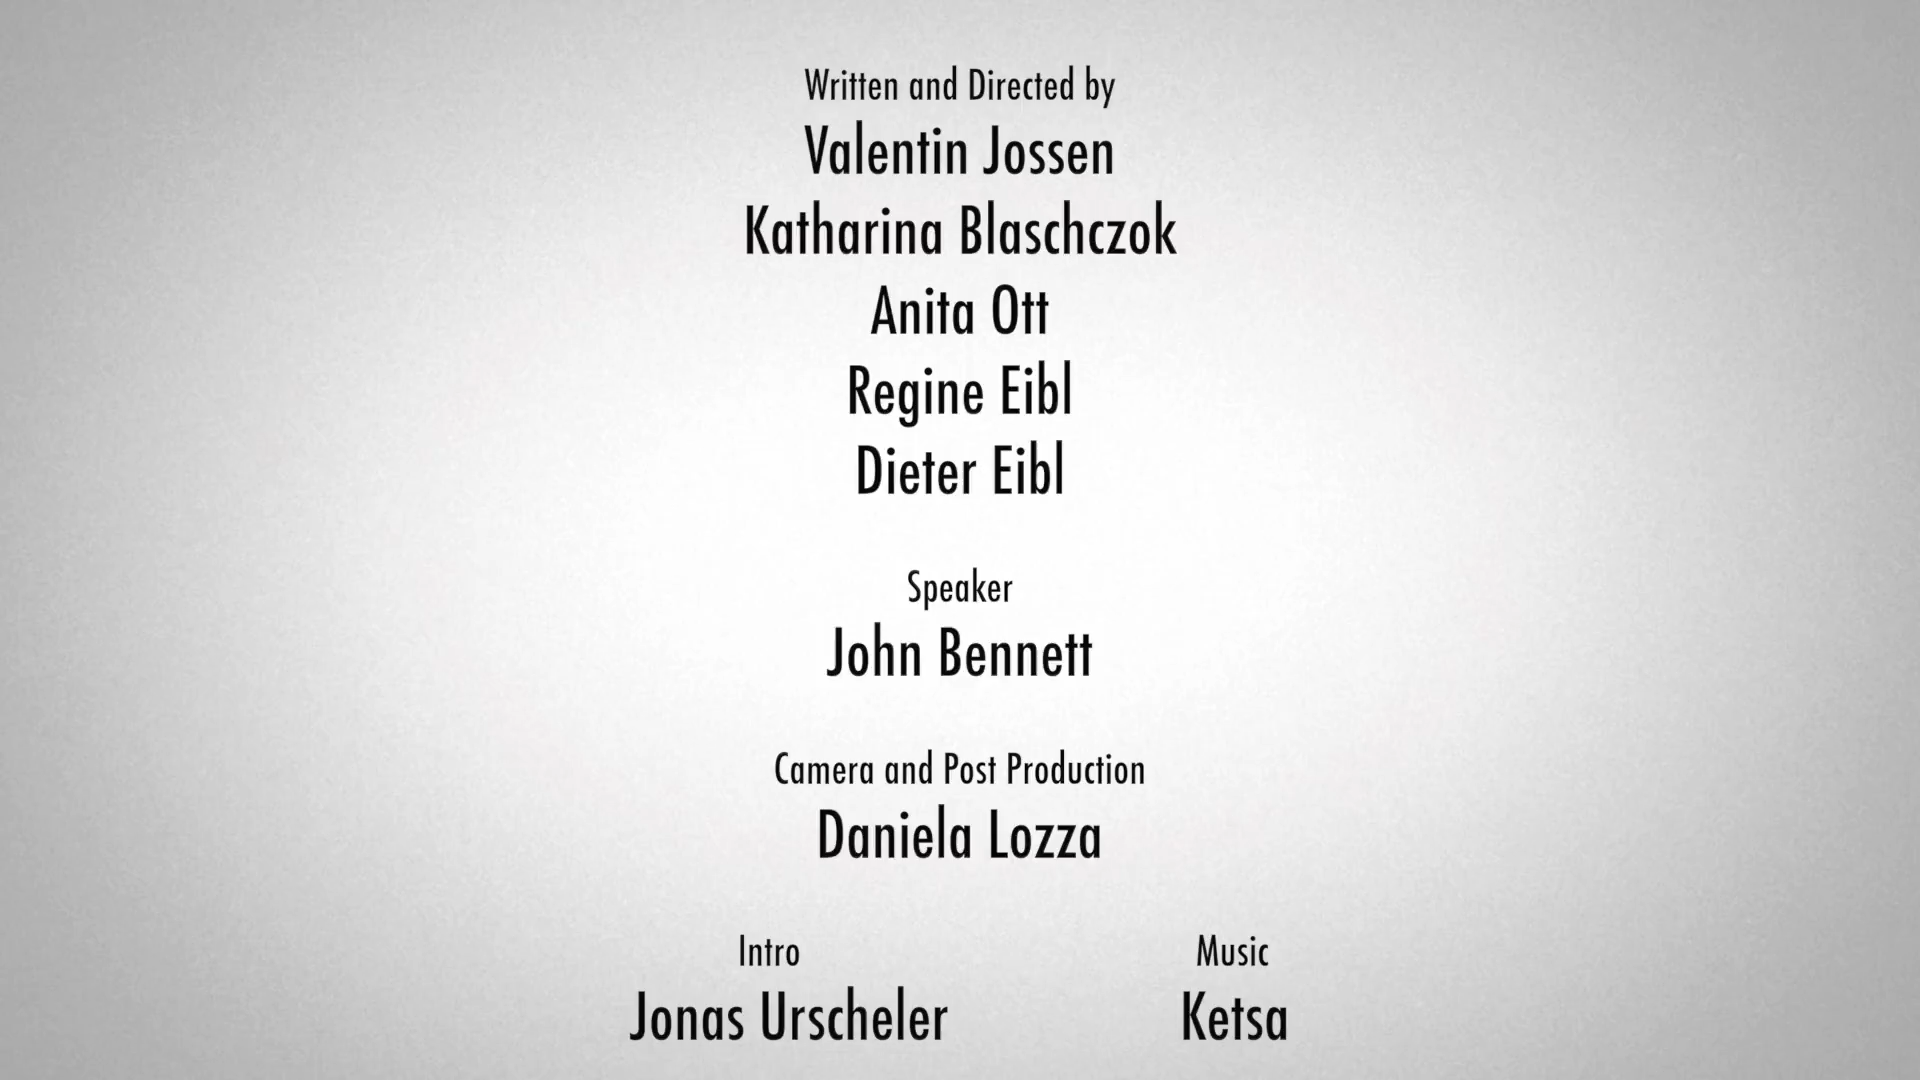 Written and Directed by
Valentin Jossen
Katharina Blaschczok
Anita Ott
Regine Eibl
Dieter Eibl
Speaker
John Bennett
Camera and Post Production
Daniela Lozza
Intro
Jonas Urscheler
Music
Ketsa